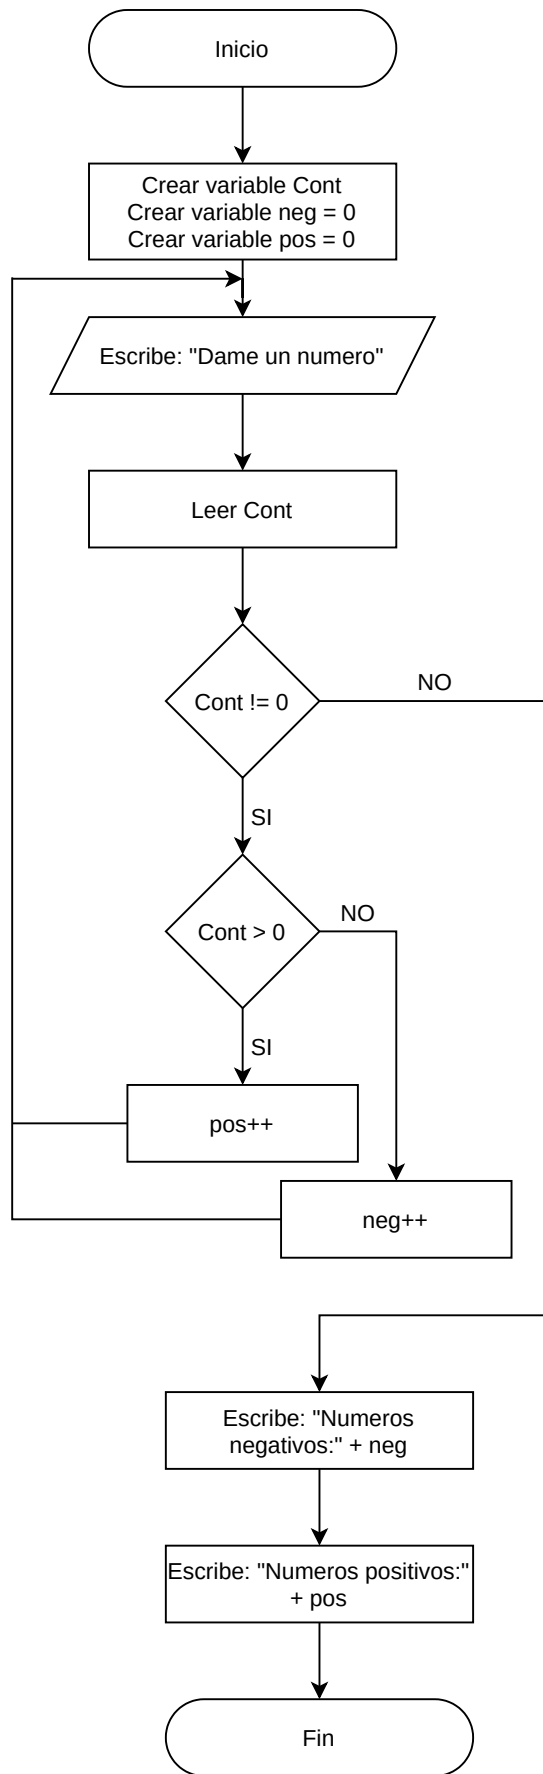 Inicio
Crear variable Cont
Crear variable neg = 0
Crear variable pos = 0
Escribe: "Dame un numero"
Leer Cont
Cont != 0
NO
SI
Cont > 0
NO
SI
pos++
neg++
Escribe: "Numeros
negativos:" + neg
Escribe: "Numeros positivos:"
+ pos
Fin